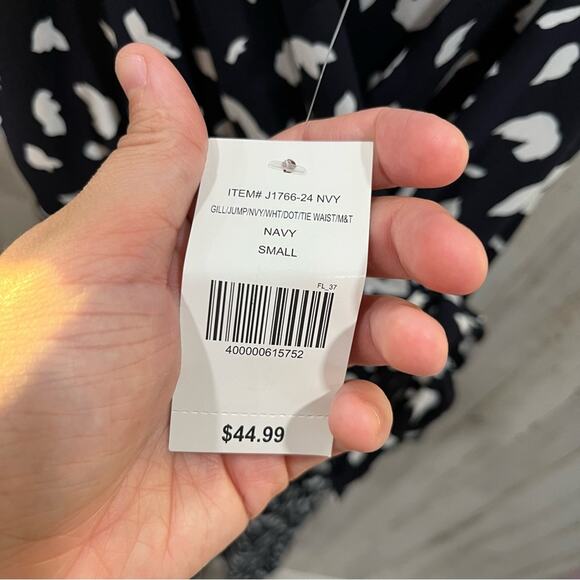 ITEM# J1766-24 NVY
GILL/JUMP/NVY/WHT/DOT/TIE WAIST/M&T
NAVY
SMALL
FL_37
400000615752
$44.99